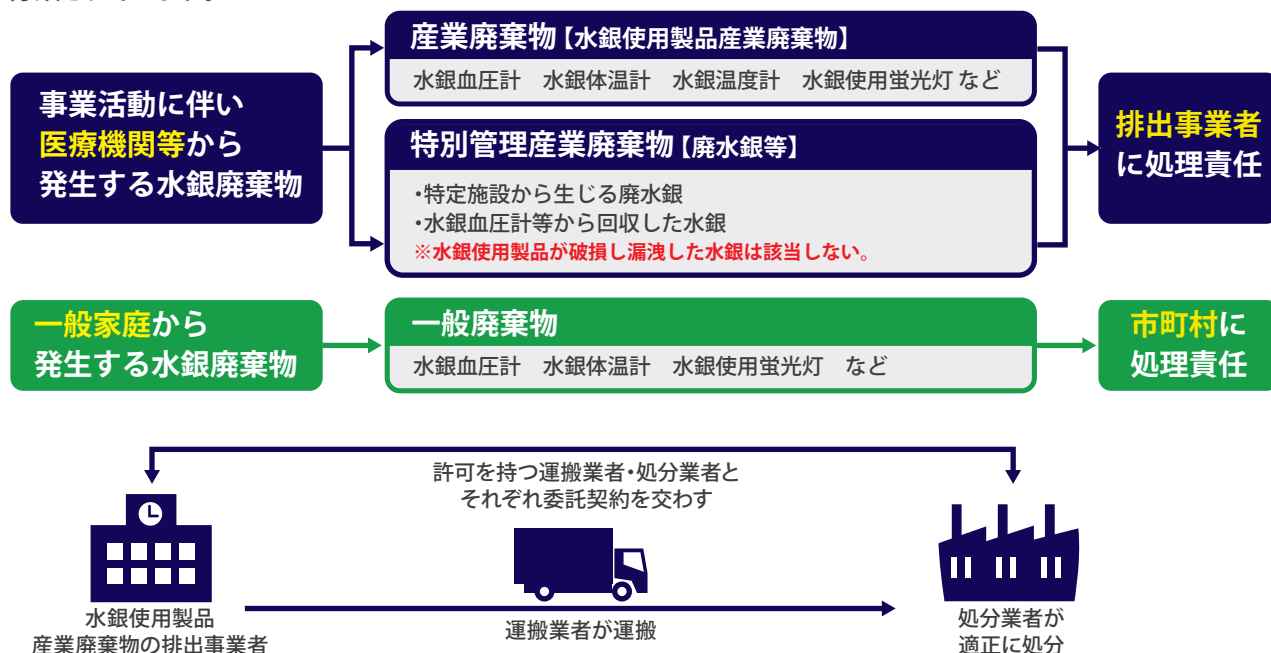 事業活動に伴い
医療機関等から
発生する水銀廃棄物
産業廃棄物【水銀使用製品産業廃棄物】
水銀血圧計　水銀体温計　水銀温度計　水銀使用蛍光灯 など
特別管理産業廃棄物【廃水銀等】
・特定施設から生じる廃水銀
・水銀血圧計等から回収した水銀
※水銀使用製品が破損し漏洩した水銀は該当しない。
排出事業者
に処理責任
一般家庭から
発生する水銀廃棄物
一般廃棄物
水銀血圧計　水銀体温計　水銀使用蛍光灯　など
市町村に
処理責任
許可を持つ運搬業者・処分業者と
それぞれ委託契約を交わす
水銀使用製品
産業廃棄物の排出事業者
運搬業者が運搬
処分業者が
適正に処分